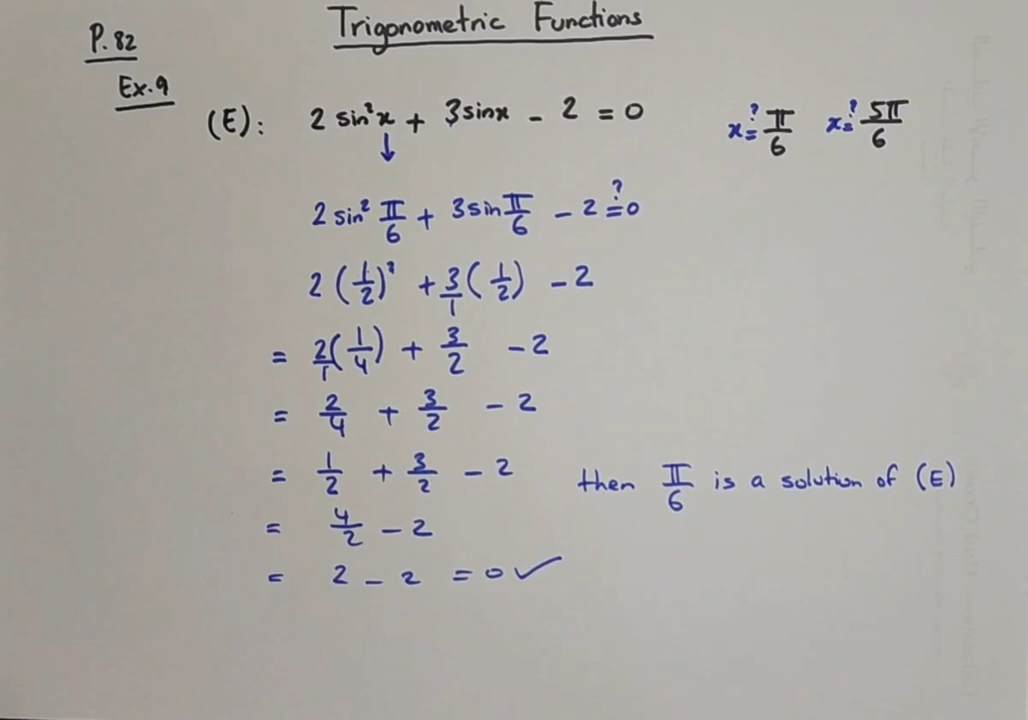 Trigonometric Functions
P. 82
Ex. 9
(E): 2 sin²x + 3sinx - 2 = 0
x =? π/6 x =? 5π/6
↓
2 sin² π/6 + 3 sin π/6 - 2 =? 0
2 (1/2)² + 3/1 (1/2) - 2
= 2/1 (1/4) + 3/2 - 2
= 2/4 + 3/2 - 2
= 1/2 + 3/2 - 2
then π/6 is a solution of (E)
= 4/2 - 2
= 2 - 2 = 0 ✓